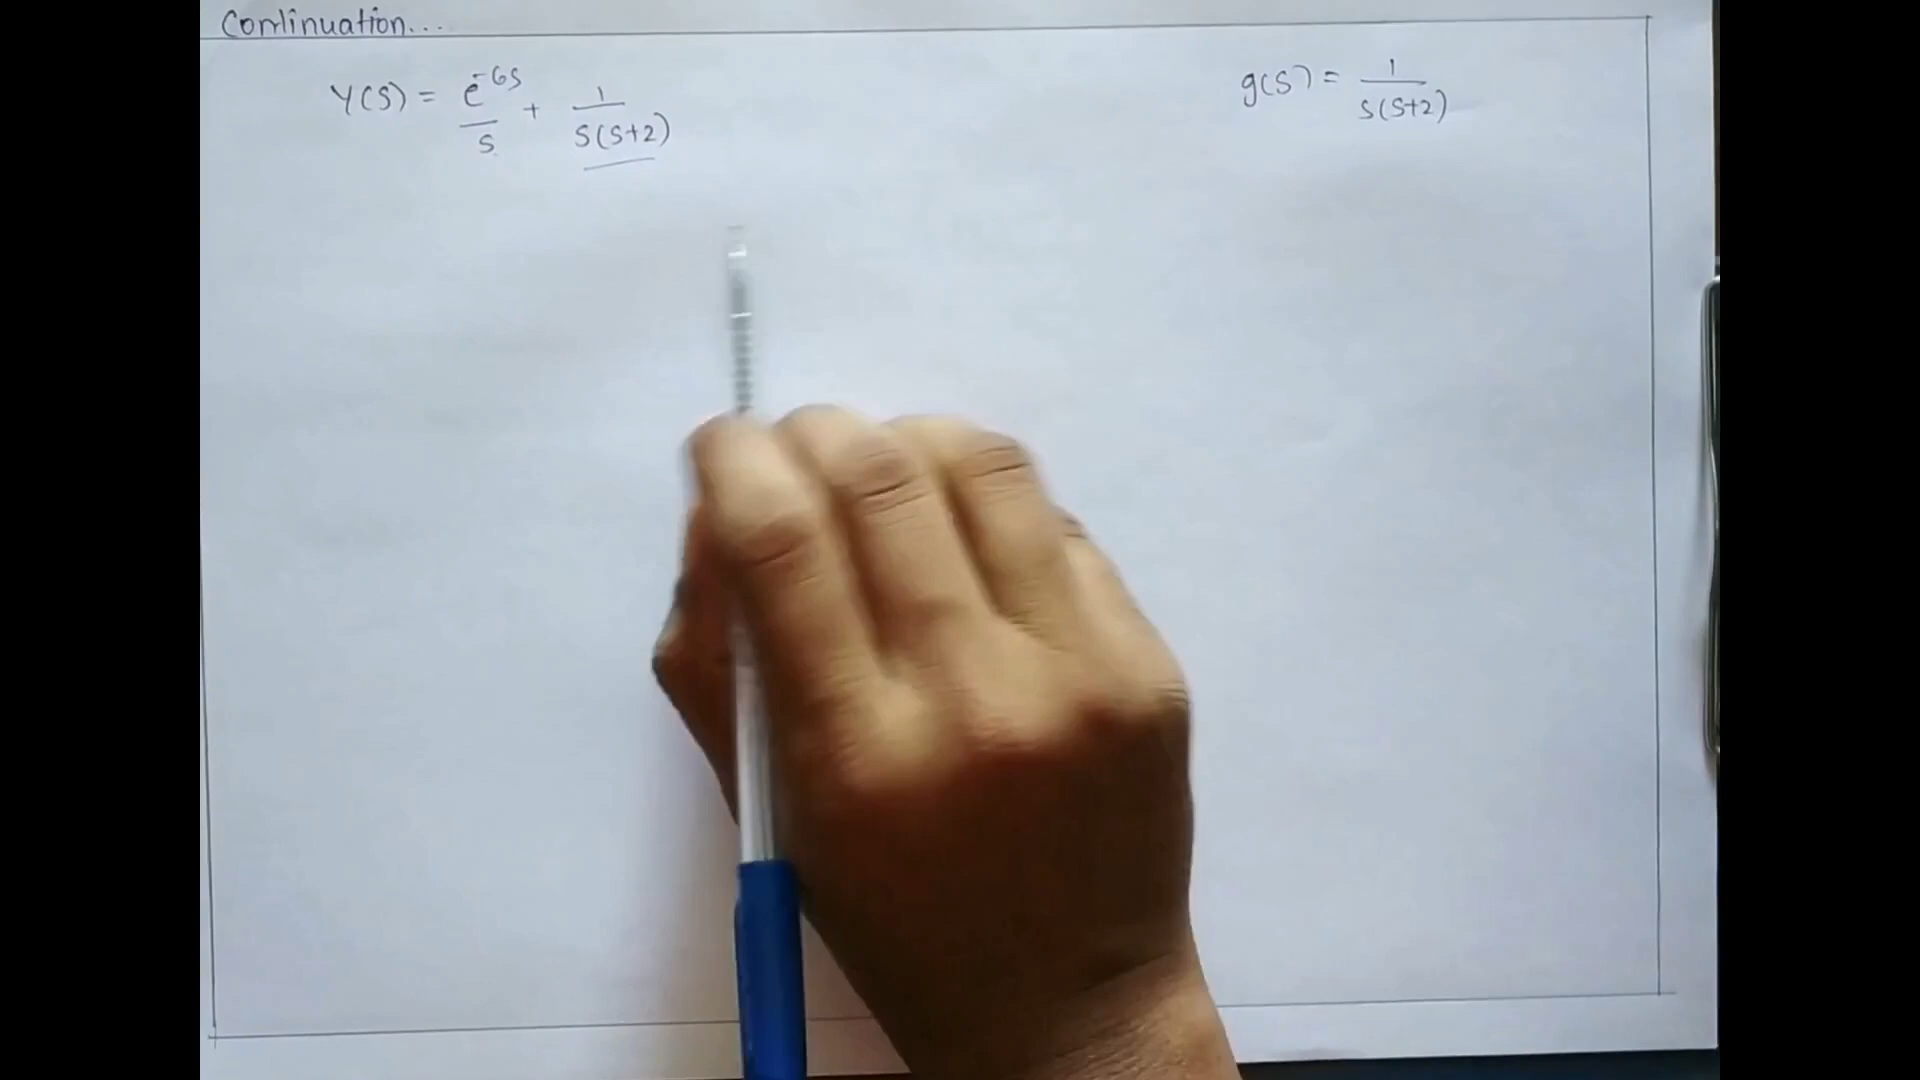 Continuation...
Y(S) = e^-6S/S + 1/S(S+2)
g(S) = 1/S(S+2)